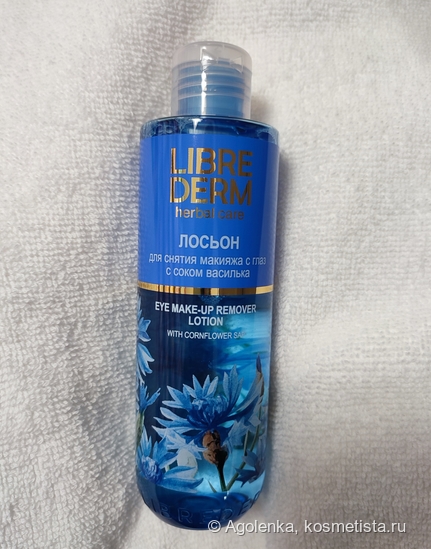 LIBRE
DERM
herbal care
ЛОСЬОН
для снятия макияжа с глаз
с соком василька
EYE MAKE-UP REMOVER
LOTION
WITH CORNFLOWER
© Agolenka, kosmetista.ru